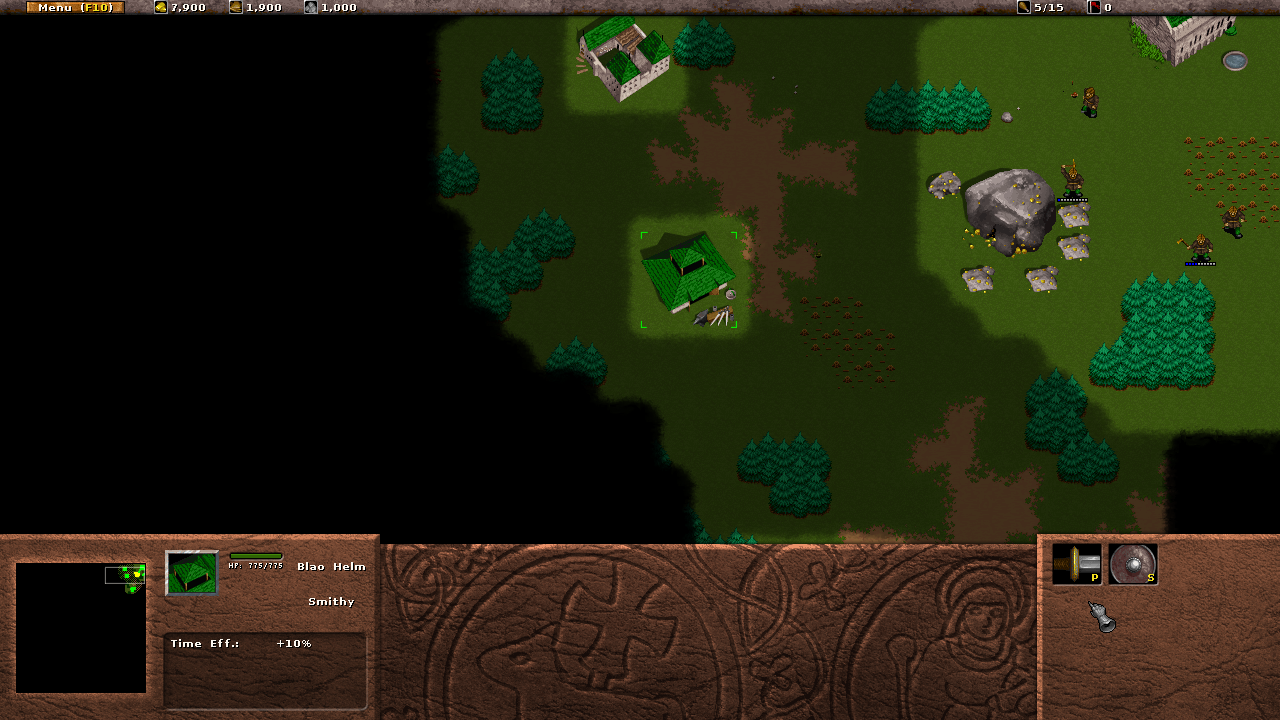 Menu (F10) 7,900 1,900 1,000 5/15 0
HP: 775/775
Blao Helm
Smithy
Time Eff.: +10%
P S